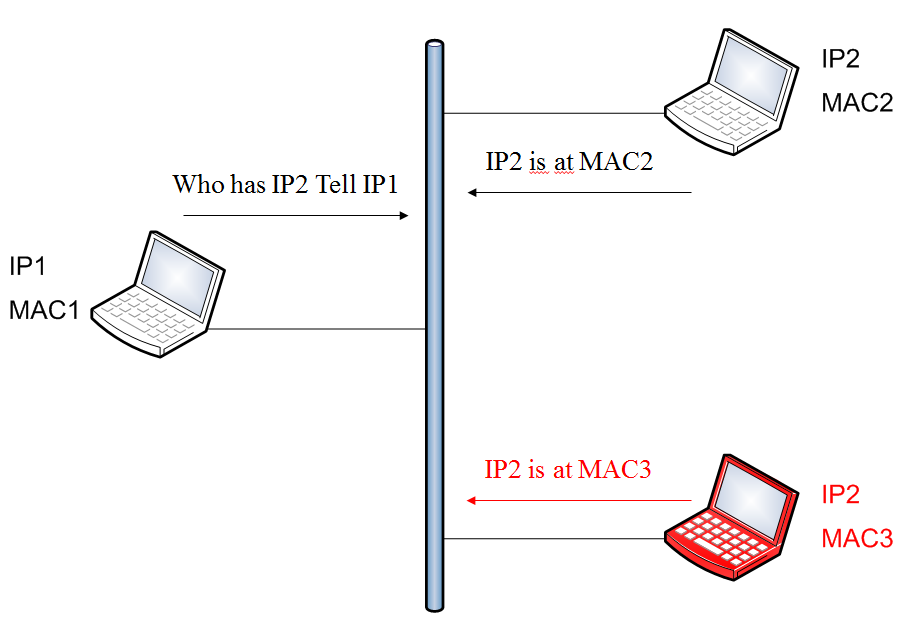 IP2
MAC2
IP2 is at MAC2
Who has IP2 Tell IP1
IP1
MAC1
IP2 is at MAC3
IP2
MAC3